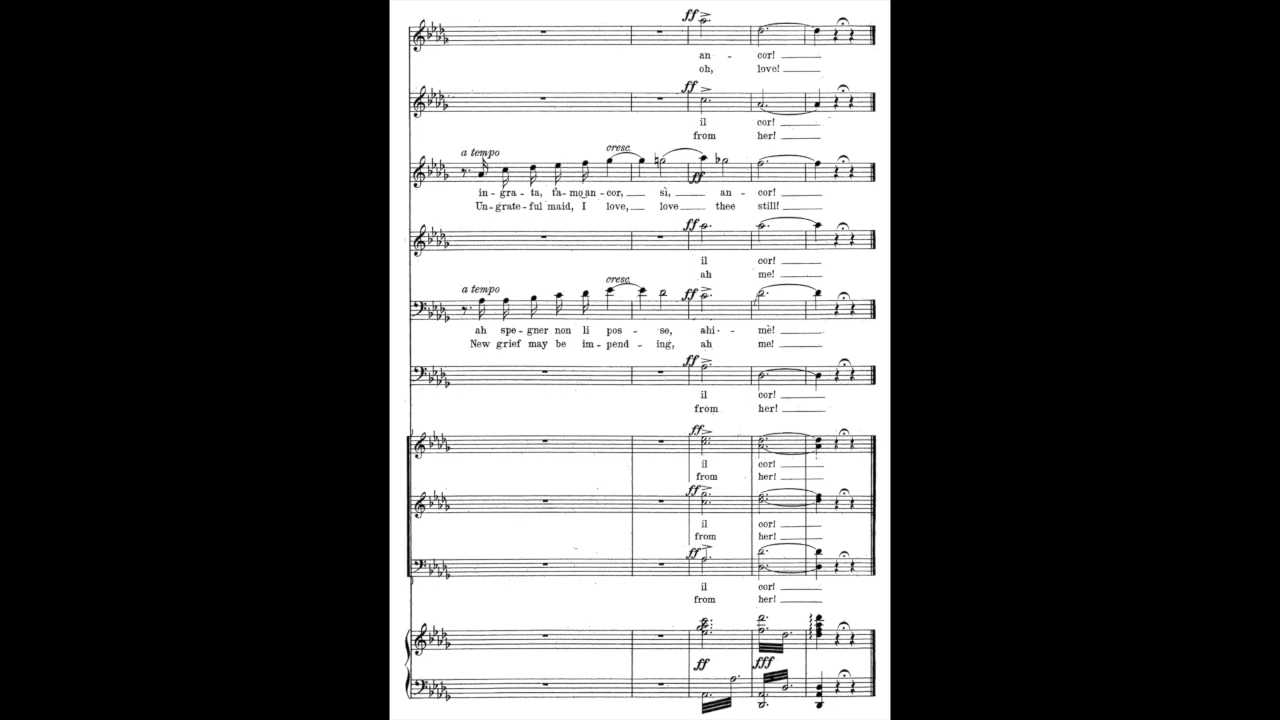 ff
an - cor!
oh, love!
ff
il cor!
from her!
a tempo cresc.
ff
in - gra - ta, t'a - mo an - cor, sì, an - cor!
Un - grate - ful maid, I love, love thee still!
ff
il cor!
ah me!
a tempo cresc. ff
ah spe - gner non li pos - so, ahi - mè!
New grief may be im - pend - ing, ah me!
ff
il cor!
from her!
ff
il cor!
from her!
ff
il cor!
from her!
ff
il cor!
from her!
ff fff